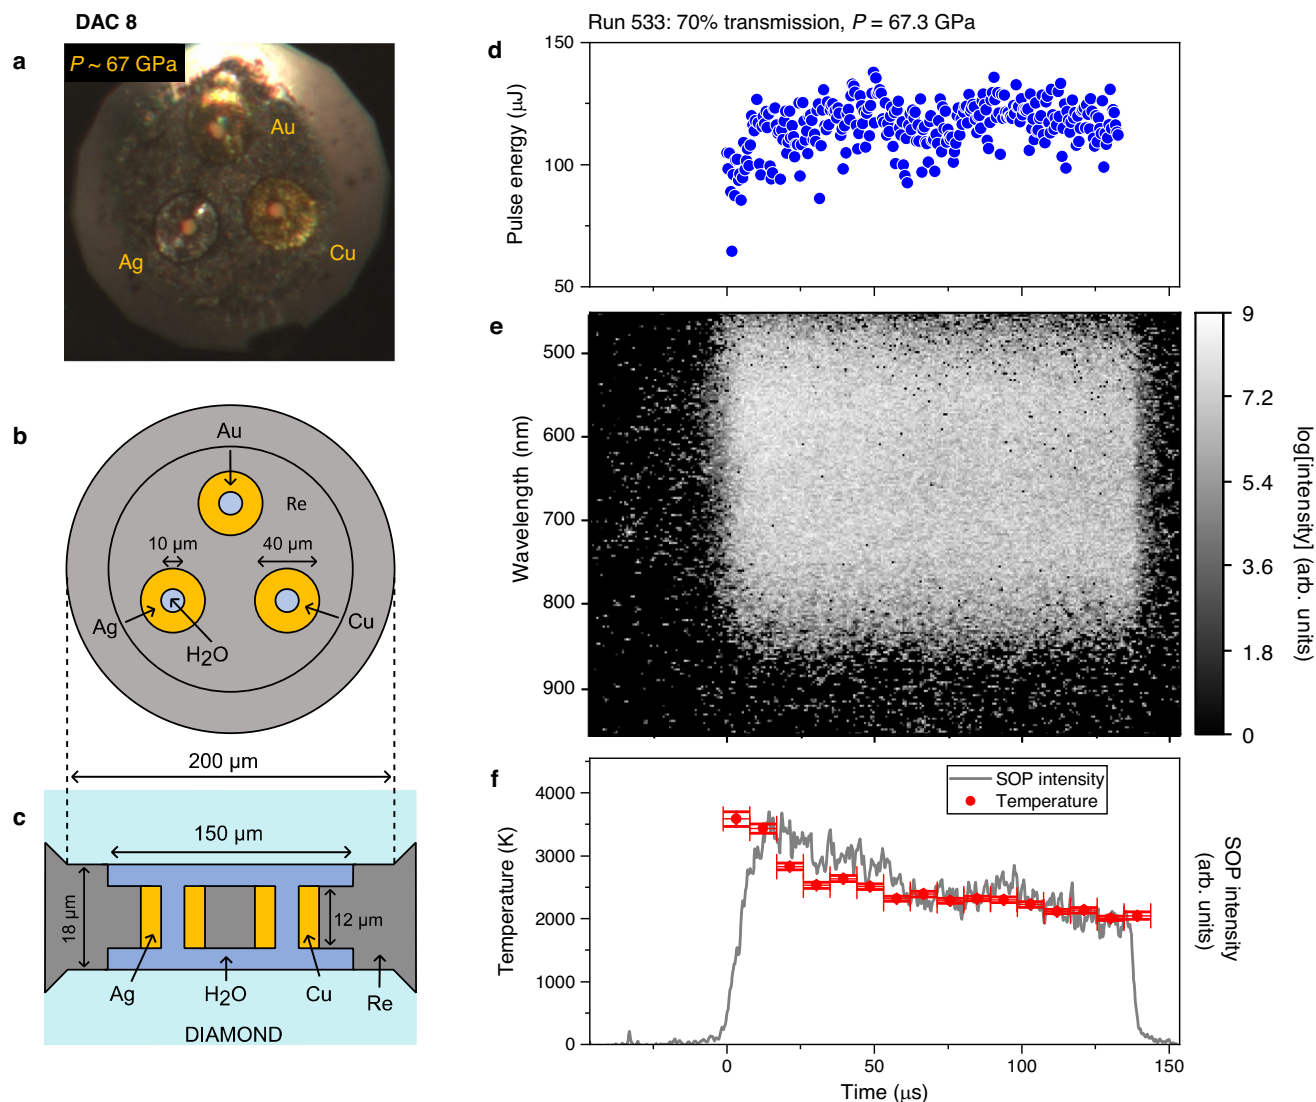 DAC 8
a
P ~ 67 GPa
Au
Ag
Cu
b
Au
Re
10 µm
40 µm
Ag
Cu
H2O
200 µm
c
150 µm
18 µm
12 µm
Ag
H2O
Cu
Re
DIAMOND
Run 533: 70% transmission, P = 67.3 GPa
d
150
100
50
Pulse energy (µJ)
e
500
600
700
800
900
Wavelength (nm)
9
7.2
5.4
3.6
1.8
0
log[intensity] (arb. units)
f
SOP intensity
Temperature
4000
3000
2000
1000
0
Temperature (K)
SOP intensity
(arb. units)
0
50
100
150
Time (µs)